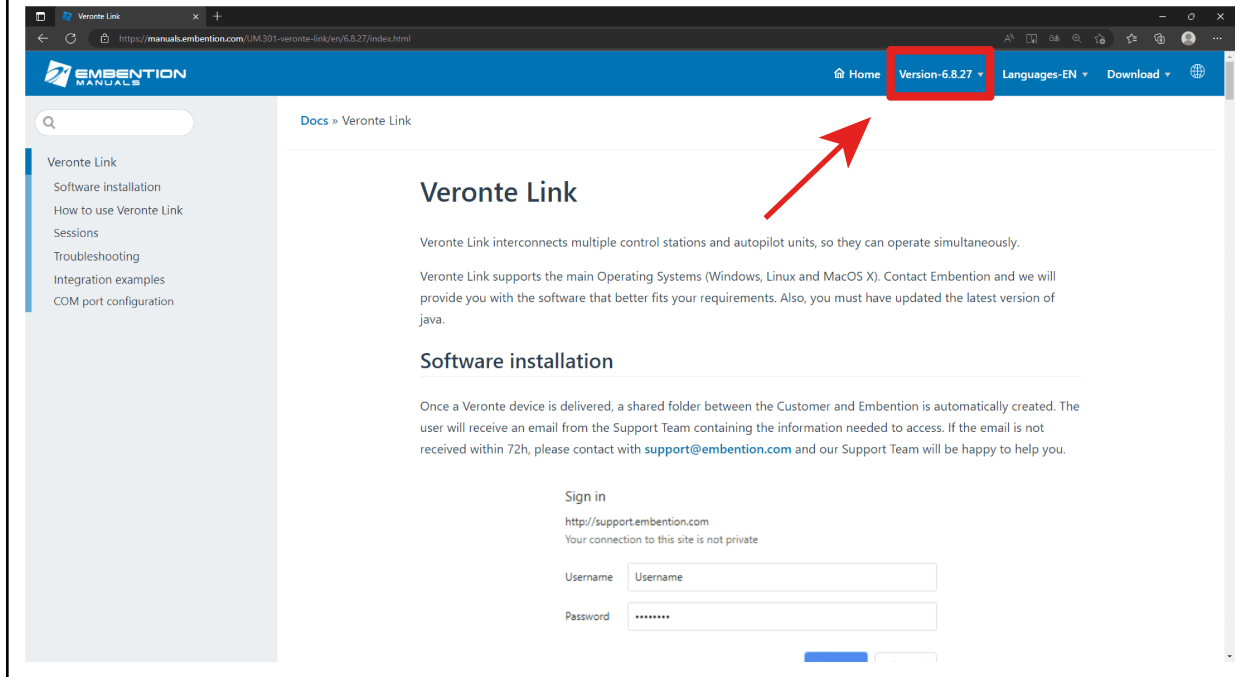 Veronte Link
https://manuals.embention.com/UM.301-veronte-link/en/6.8.27/index.html
EMBENTION
MANUALS
Home Version-6.8.27 Languages-EN Download
Docs » Veronte Link
Veronte Link
Software installation
How to use Veronte Link
Sessions
Troubleshooting
Integration examples
COM port configuration
Veronte Link
Veronte Link interconnects multiple control stations and autopilot units, so they can operate simultaneously.
Veronte Link supports the main Operating Systems (Windows, Linux and MacOS X). Contact Embention and we will
provide you with the software that better fits your requirements. Also, you must have updated the latest version of
java.
Software installation
Once a Veronte device is delivered, a shared folder between the Customer and Embention is automatically created. The
user will receive an email from the Support Team containing the information needed to access. If the email is not
received within 72h, please contact with support@embention.com and our Support Team will be happy to help you.
Sign in
http://support.embention.com
Your connection to this site is not private
Username Username
Password ••••••••